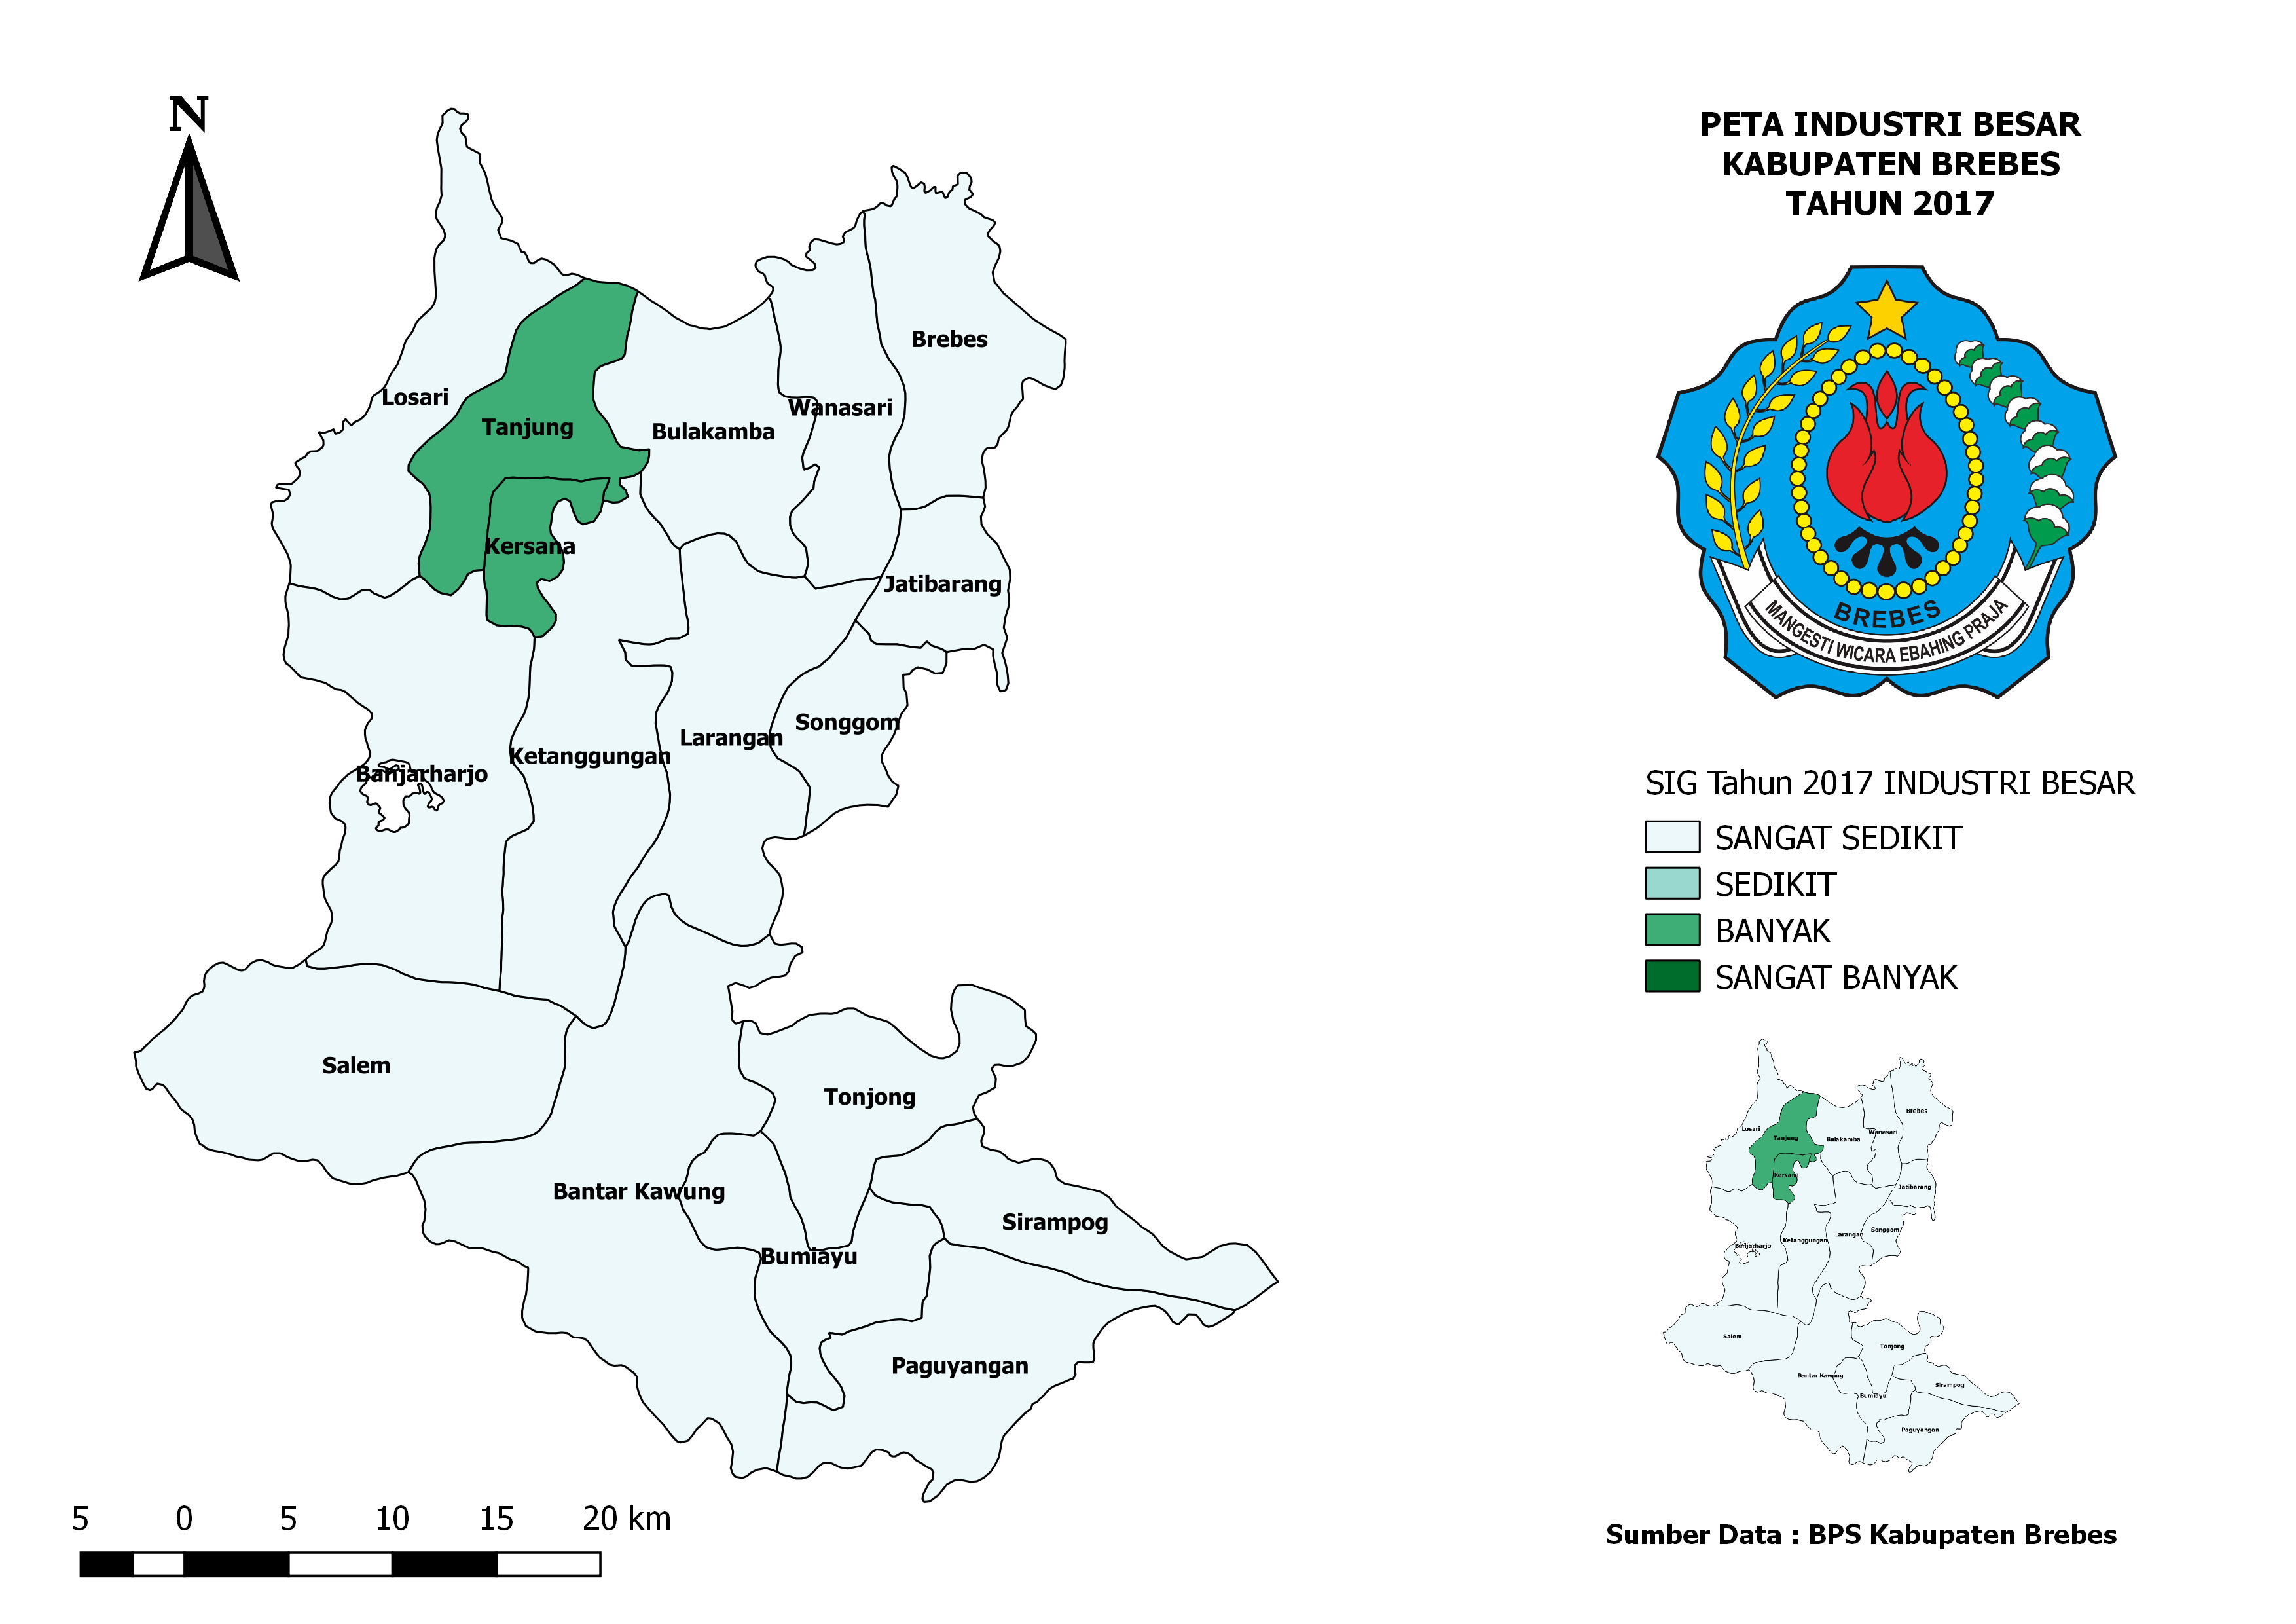 N
PETA INDUSTRI BESAR
KABUPATEN BREBES
TAHUN 2017
BREBES
MANGESTI WICARA EBAHING PRAJA
Brebes
Losari
Wanasari
Tanjung
Bulakamba
Kersana
Jatibarang
Songgom
Larangan
Ketanggungan
Banjarharjo
Salem
Tonjong
Bantar Kawung
Sirampog
Bumiayu
Paguyangan
SIG Tahun 2017 INDUSTRI BESAR
SANGAT SEDIKIT
SEDIKIT
BANYAK
SANGAT BANYAK
Brebes
Losari
Wanasari
Tanjung
Bulakamba
Kersana
Jatibarang
Songgom
Larangan
Ketanggungan
Banjarharjo
Salem
Tonjong
Bantar Kawung
Sirampog
Bumiayu
Paguyangan
5 0 5 10 15 20 km
Sumber Data : BPS Kabupaten Brebes